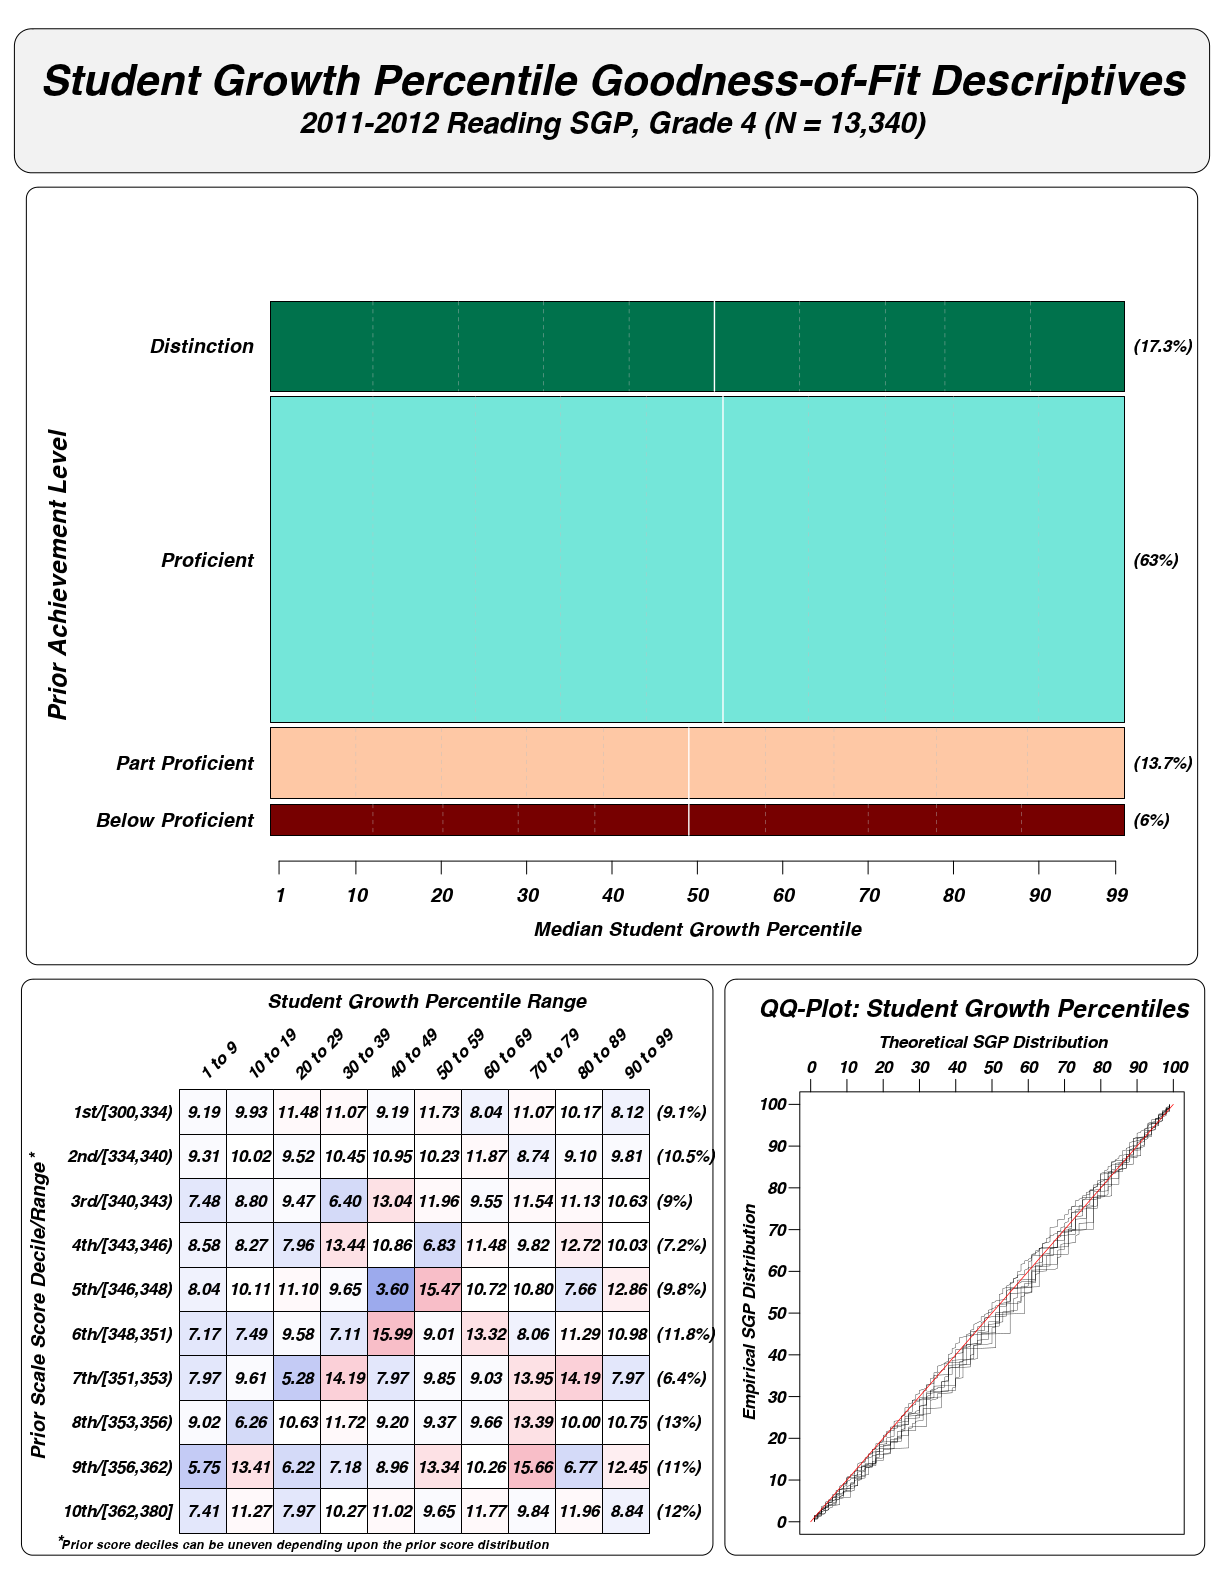 Student Growth Percentile Goodness-of-Fit Descriptives
2011-2012 Reading SGP, Grade 4 (N = 13,340)
Prior Achievement Level
Distinction (17.3%)
Proficient (63%)
Part Proficient (13.7%)
Below Proficient (6%)
1 10 20 30 40 50 60 70 80 90 99
Median Student Growth Percentile
Student Growth Percentile Range
1 to 9 10 to 19 20 to 29 30 to 39 40 to 49 50 to 59 60 to 69 70 to 79 80 to 89 90 to 99
Prior Scale Score Decile/Range*
1st/[300,334) 9.19 9.93 11.48 11.07 9.19 11.73 8.04 11.07 10.17 8.12 (9.1%)
2nd/[334,340) 9.31 10.02 9.52 10.45 10.95 10.23 11.87 8.74 9.10 9.81 (10.5%)
3rd/[340,343) 7.48 8.80 9.47 6.40 13.04 11.96 9.55 11.54 11.13 10.63 (9%)
4th/[343,346) 8.58 8.27 7.96 13.44 10.86 6.83 11.48 9.82 12.72 10.03 (7.2%)
5th/[346,348) 8.04 10.11 11.10 9.65 3.60 15.47 10.72 10.80 7.66 12.86 (9.8%)
6th/[348,351) 7.17 7.49 9.58 7.11 15.99 9.01 13.32 8.06 11.29 10.98 (11.8%)
7th/[351,353) 7.97 9.61 5.28 14.19 7.97 9.85 9.03 13.95 14.19 7.97 (6.4%)
8th/[353,356) 9.02 6.26 10.63 11.72 9.20 9.37 9.66 13.39 10.00 10.75 (13%)
9th/[356,362) 5.75 13.41 6.22 7.18 8.96 13.34 10.26 15.66 6.77 12.45 (11%)
10th/[362,380] 7.41 11.27 7.97 10.27 11.02 9.65 11.77 9.84 11.96 8.84 (12%)
*Prior score deciles can be uneven depending upon the prior score distribution
QQ-Plot: Student Growth Percentiles
Theoretical SGP Distribution
0 10 20 30 40 50 60 70 80 90 100
Empirical SGP Distribution
100
90
80
70
60
50
40
30
20
10
0